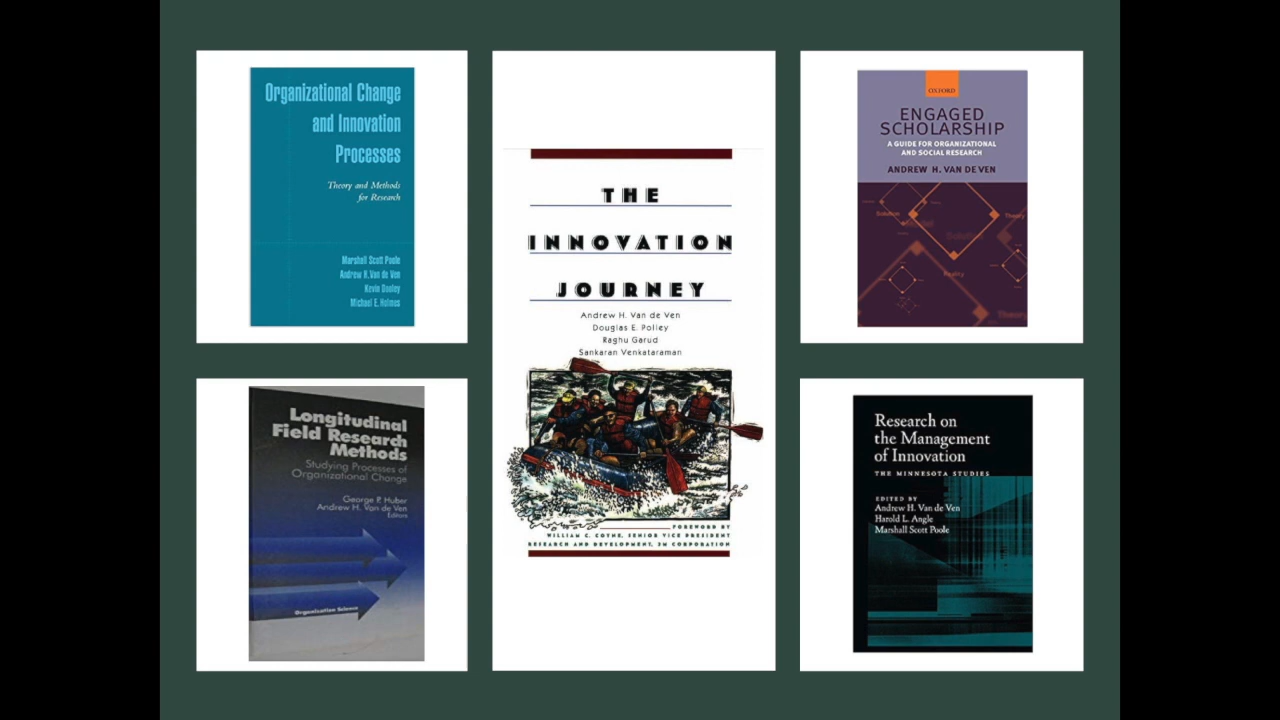 Organizational Change
and Innovation
Processes
Theory and Methods
for Research
Marshall Scott Poole
Andrew H. Van de Ven
Kevin Dooley
Michael E. Holmes
Longitudinal
Field Research
Methods
Studying Processes of
Organizational Change
George P. Huber
Andrew H. Van de Ven
Editors
Organization Science
THE
INNOVATION
JOURNEY
Andrew H. Van de Ven
Douglas E. Polley
Raghu Garud
Sankaran Venkataraman
FOREWORD BY
WILLIAM C. COYNE, SENIOR VICE PRESIDENT
RESEARCH AND DEVELOPMENT, 3M CORPORATION
OXFORD
ENGAGED
SCHOLARSHIP
A GUIDE FOR ORGANIZATIONAL
AND SOCIAL RESEARCH
ANDREW H. VAN DE VEN
Solution
Theory
Model
Solution
Reality
Theory
Research on
the Management
of Innovation
THE MINNESOTA STUDIES
EDITED BY
Andrew H. Van de Ven
Harold L. Angle
Marshall Scott Poole